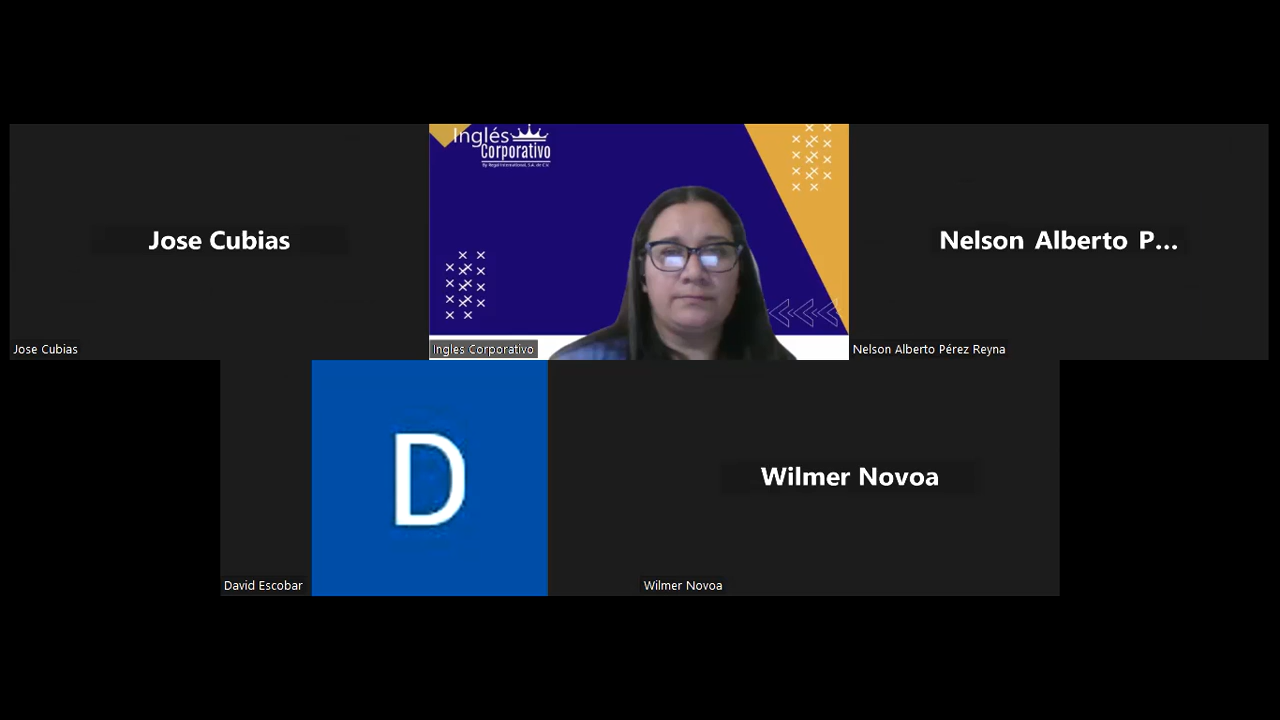 Inglés
Corporativo
Jose Cubias
Nelson Alberto P...
Jose Cubias
Ingles Corporativo
Nelson Alberto Pérez Reyna
D
Wilmer Novoa
David Escobar
Wilmer Novoa